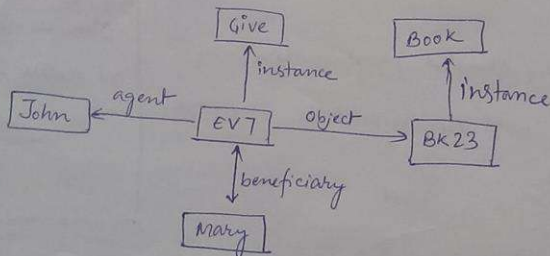 Give
Book
instance
instance
John
agent
EV7
object
BK23
beneficiary
Mary